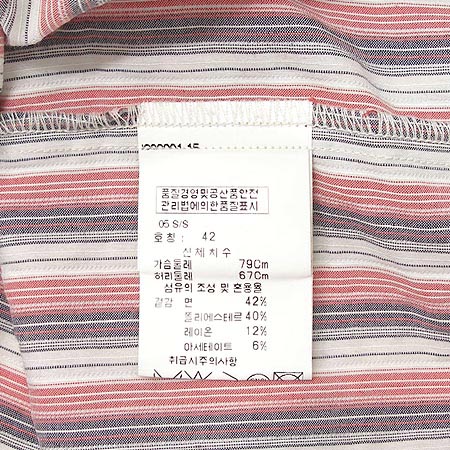 품질경영및공산품안전
관리법에의한품질표시
05 S/S
호칭 : 42
신체치수
가슴둘레 79Cm
허리둘레 67Cm
섬유의 조성 및 혼용율
겉감 면 42%
폴리에스테르 40%
레이온 12%
아세테이트 6%
취급시주의사항